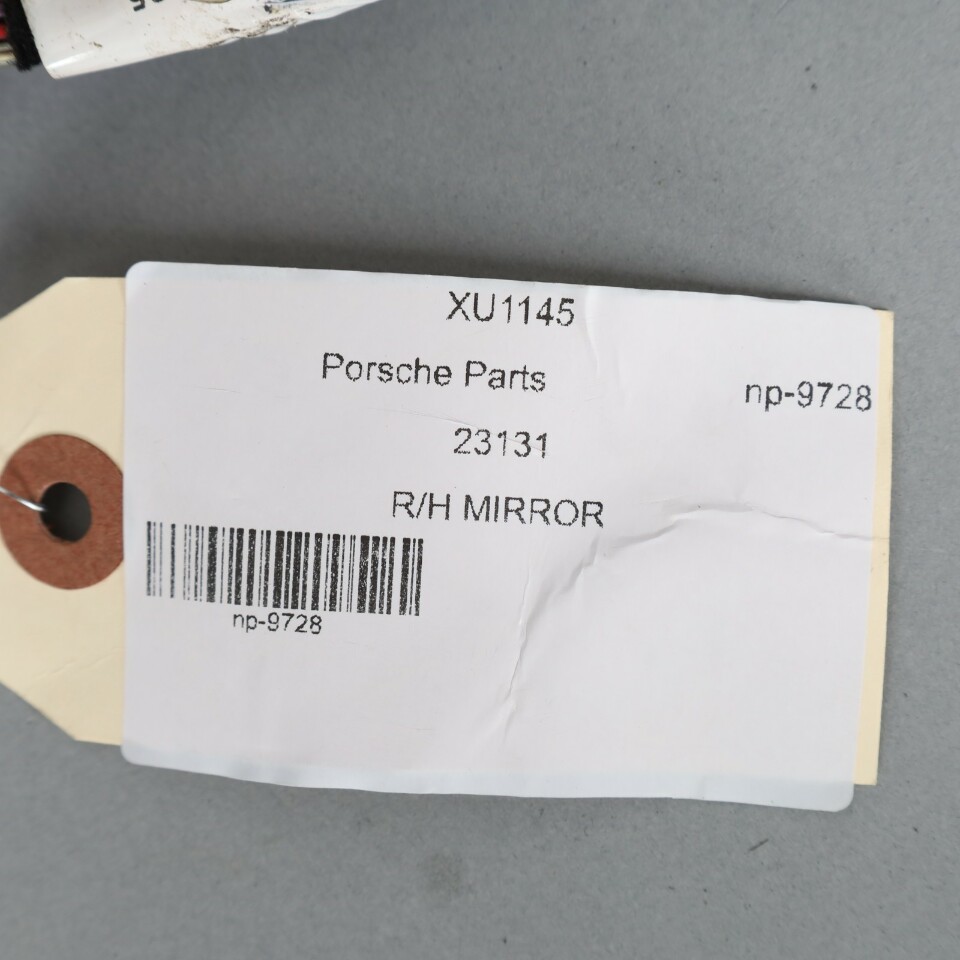 XU1145
Porsche Parts
np-9728
23131
R/H MIRROR
np-9728